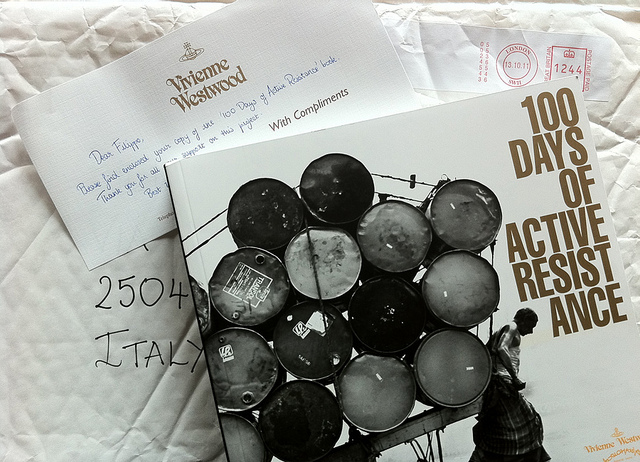 Vivienne
Westwood
Dear Filippo,
Please find enclosed your copy of the '100 Days of Active Resistance' book.
Thank you for all support on this project
Best
With Compliments
LONDON
13.10.11
SW11
1244
2504
ITALY
100
DAYS
OF
ACTIVE
RESIST
ANCE
Vivienne